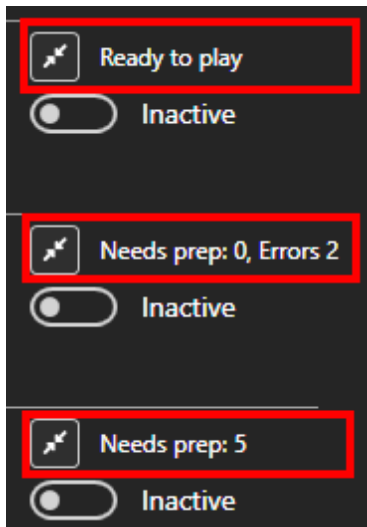 Ready to play
Inactive
Needs prep: 0, Errors 2
Inactive
Needs prep: 5
Inactive